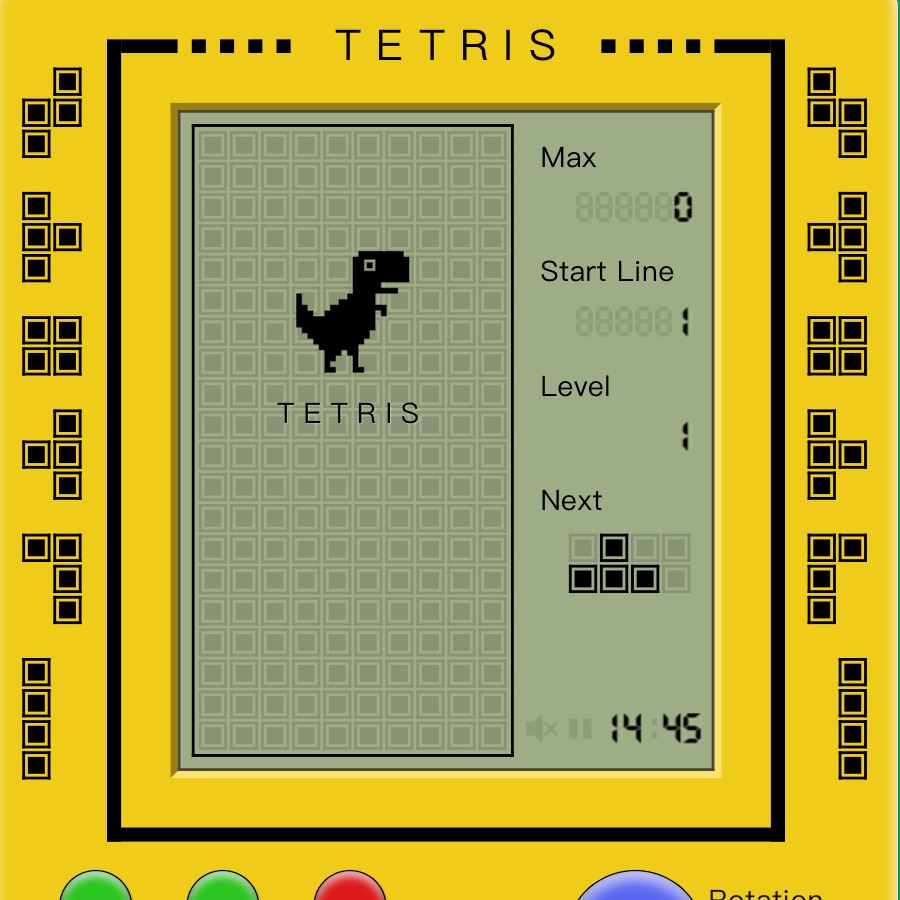 TETRIS
Max
0
Start Line
1
Level
1
Next
TETRIS
14:45
Rotation